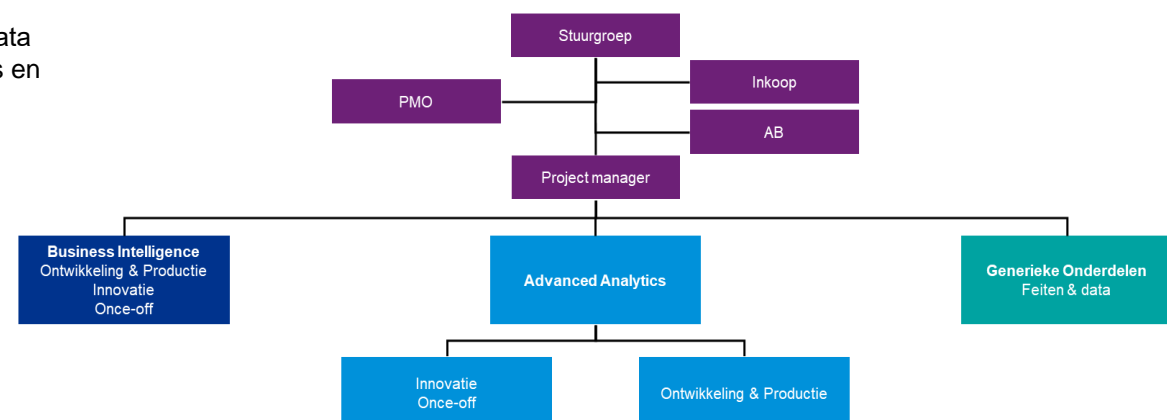 ata
s en
Stuurgroep
Inkoop
PMO
AB
Project manager
Business Intelligence
Ontwikkeling & Productie
Innovatie
Once-off
Advanced Analytics
Generieke Onderdelen
Feiten & data
Innovatie
Once-off
Ontwikkeling & Productie